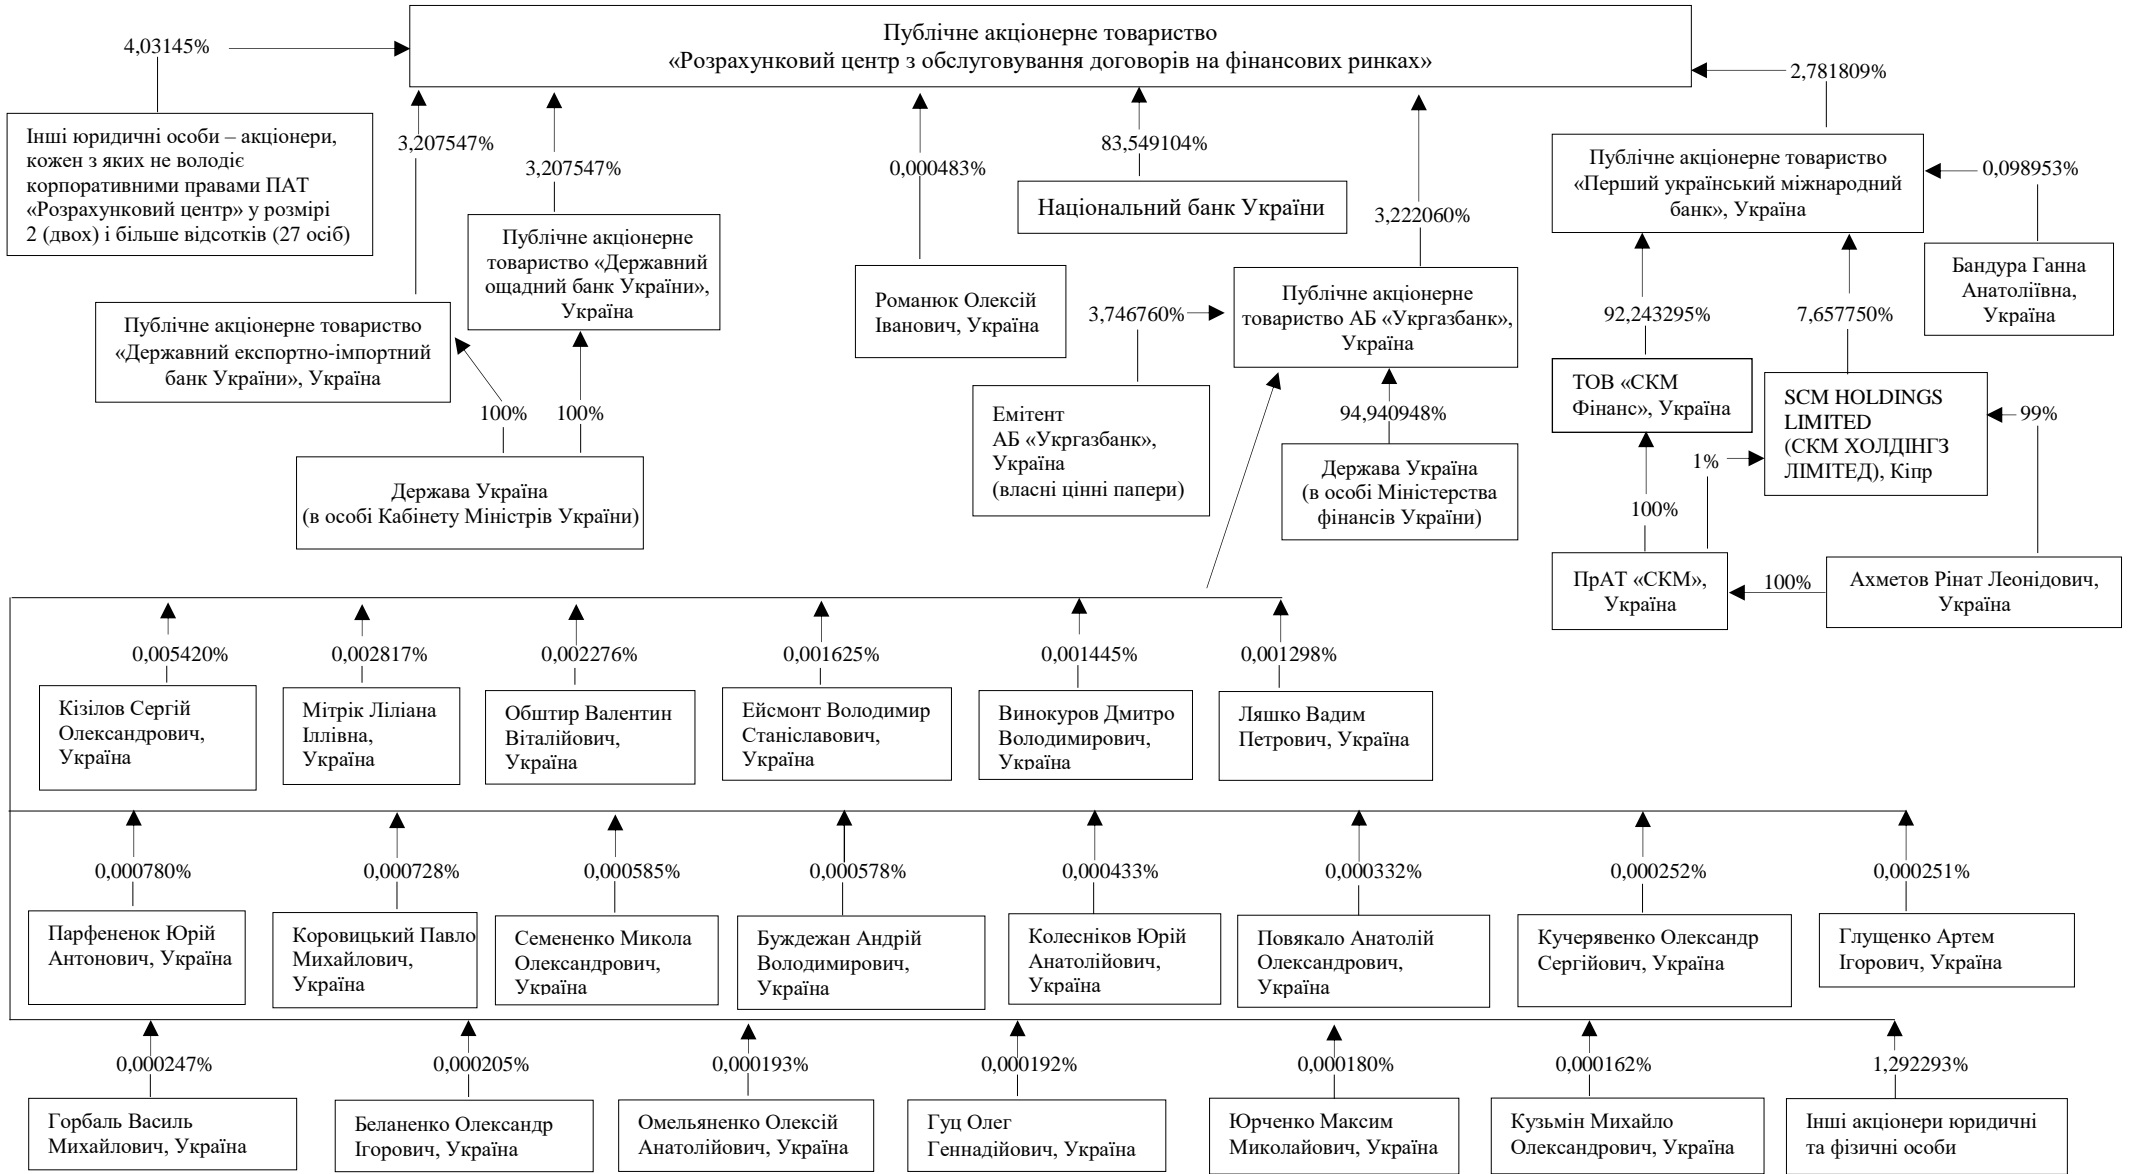 Публічне акціонерне товариство
«Розрахунковий центр з обслуговування договорів на фінансових ринках»
4,03145%
2,781809%
Інші юридичні особи – акціонери,
кожен з яких не володіє
корпоративними правами ПАТ
«Розрахунковий центр» у розмірі
2 (двох) і більше відсотків (27 осіб)
3,207547%
3,207547%
0,000483%
83,549104%
3,222060%
Національний банк України
Публічне акціонерне товариство
«Перший український міжнародний
банк», Україна
0,098953%
Бандура Ганна
Анатоліївна,
Україна
Публічне акціонерне
товариство «Державний
ощадний банк України»,
Україна
Публічне акціонерне товариство
«Державний експортно-імпортний
банк України», Україна
Романюк Олексій
Іванович, Україна
3,746760%
Публічне акціонерне
товариство АБ «Укргазбанк»,
Україна
92,243295%
7,657750%
100%
100%
Емітент
АБ «Укргазбанк»,
Україна
(власні цінні папери)
94,940948%
ТОВ «СКМ
Фінанс», Україна
SCM HOLDINGS
LIMITED
(СКМ ХОЛДІНГЗ
ЛІМІТЕД), Кіпр
99%
1%
Держава Україна
(в особі Кабінету Міністрів України)
Держава Україна
(в особі Міністерства
фінансів України)
100%
ПрАТ «СКМ»,
Україна
100%
Ахметов Рінат Леонідович,
Україна
0,005420%
0,002817%
0,002276%
0,001625%
0,001445%
0,001298%
Кізілов Сергій
Олександрович,
Україна
Мітрік Ліліана
Іллівна,
Україна
Обштир Валентин
Віталійович,
Україна
Ейсмонт Володимир
Станіславович,
Україна
Винокуров Дмитро
Володимирович,
Україна
Ляшко Вадим
Петрович, Україна
0,000780%
0,000728%
0,000585%
0,000578%
0,000433%
0,000332%
0,000252%
0,000251%
Парфененок Юрій
Антонович, Україна
Коровицький Павло
Михайлович,
Україна
Семененко Микола
Олександрович,
Україна
Буждежан Андрій
Володимирович,
Україна
Колесніков Юрій
Анатолійович,
Україна
Повякало Анатолій
Олександрович,
Україна
Кучерявенко Олександр
Сергійович, Україна
Глущенко Артем
Ігорович, Україна
0,000247%
0,000205%
0,000193%
0,000192%
0,000180%
0,000162%
1,292293%
Горбаль Василь
Михайлович, Україна
Беланенко Олександр
Ігорович, Україна
Омельяненко Олексій
Анатолійович, Україна
Гуц Олег
Геннадійович, Україна
Юрченко Максим
Миколайович, Україна
Кузьмін Михайло
Олександрович, Україна
Інші акціонери юридичні
та фізичні особи